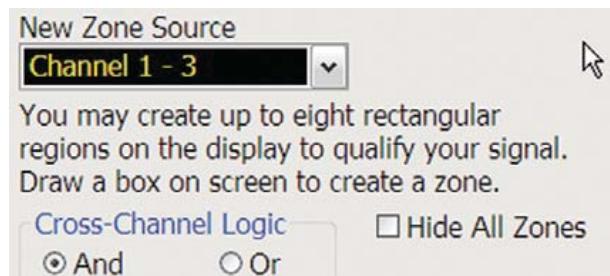 New Zone Source
Channel 1 - 3
You may create up to eight rectangular
regions on the display to qualify your signal.
Draw a box on screen to create a zone.
Cross-Channel Logic
Hide All Zones
And Or